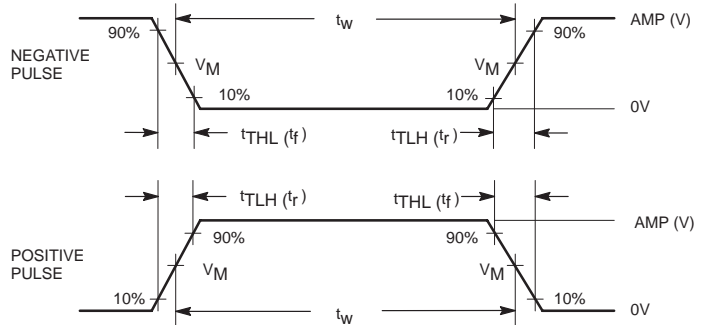 tW
AMP (V)
90%
90%
NEGATIVE
PULSE
VM
VM
10%
10%
0V
tTHL (tf)
tTLH (tr)
tTLH (tr)
tTHL (tf)
AMP (V)
90%
90%
POSITIVE
PULSE
VM
VM
10%
10%
0V
tW